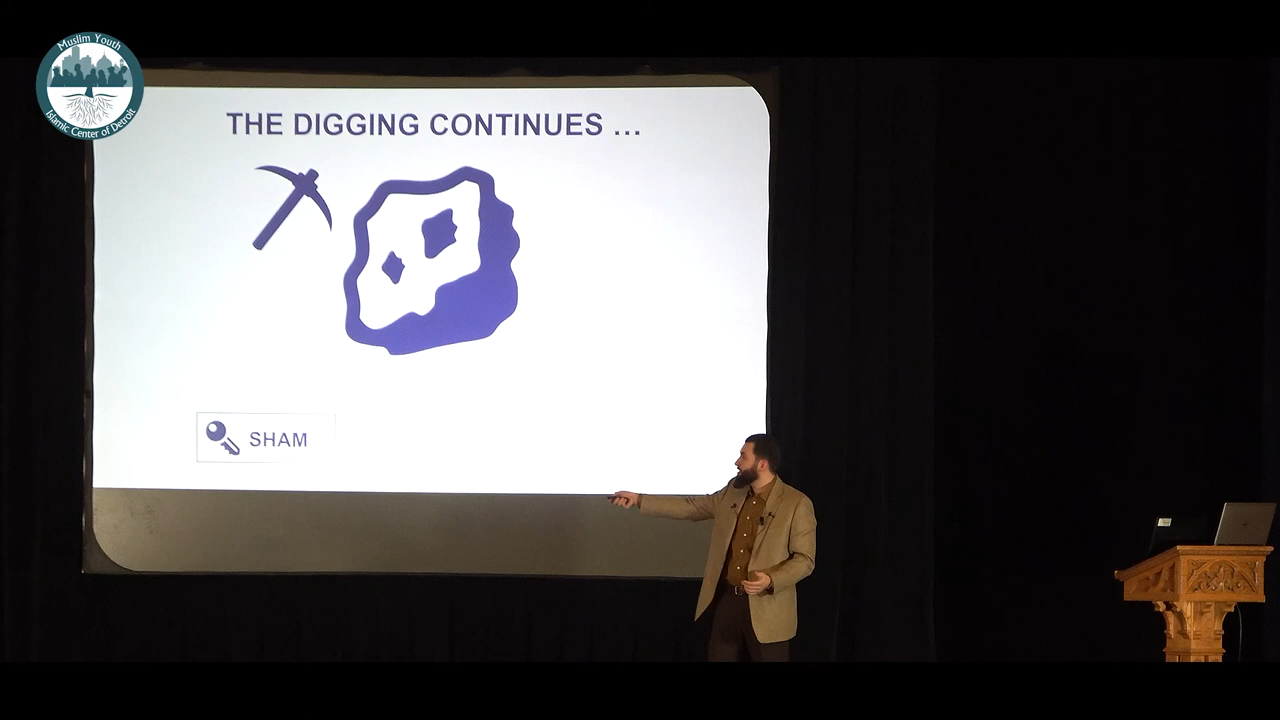 Muslim Youth
Islamic Center of Detroit
THE DIGGING CONTINUES ...
SHAM